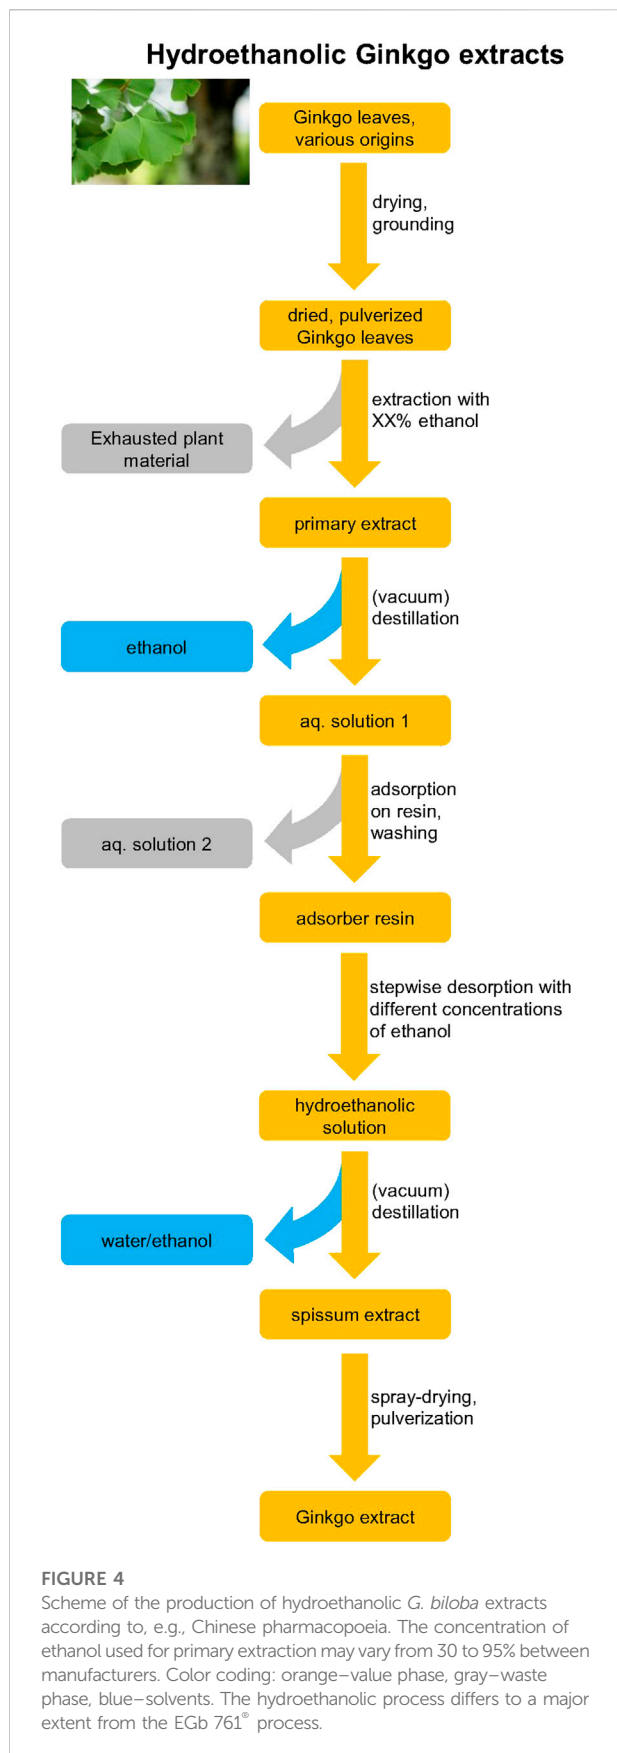 Hydroethanolic Ginkgo extracts
Ginkgo leaves,
various origins
drying,
grounding
dried, pulverized
Ginkgo leaves
extraction with
XX% ethanol
Exhausted plant
material
primary extract
(vacuum)
destillation
ethanol
aq. solution 1
adsorption
on resin,
washing
aq. solution 2
adsorber resin
stepwise desorption with
different concentrations
of ethanol
hydroethanolic
solution
(vacuum)
destillation
water/ethanol
spissum extract
spray-drying,
pulverization
Ginkgo extract
FIGURE 4
Scheme of the production of hydroethanolic G. biloba extracts
according to, e.g., Chinese pharmacopoeia. The concentration of
ethanol used for primary extraction may vary from 30 to 95% between
manufacturers. Color coding: orange–value phase, gray–waste
phase, blue–solvents. The hydroethanolic process differs to a major
extent from the EGb 761® process.